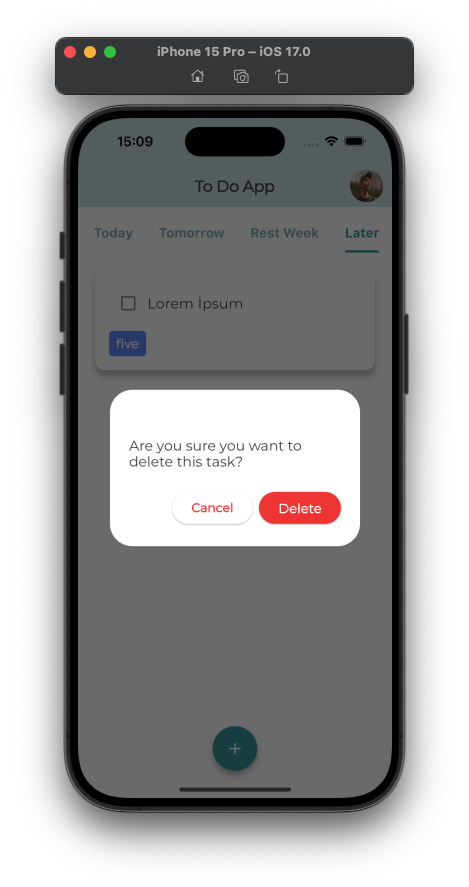 iPhone 15 Pro – iOS 17.0
15:09
To Do App
Today Tomorrow Rest Week Later
Lorem İpsum
five
Are you sure you want to
delete this task?
Cancel Delete